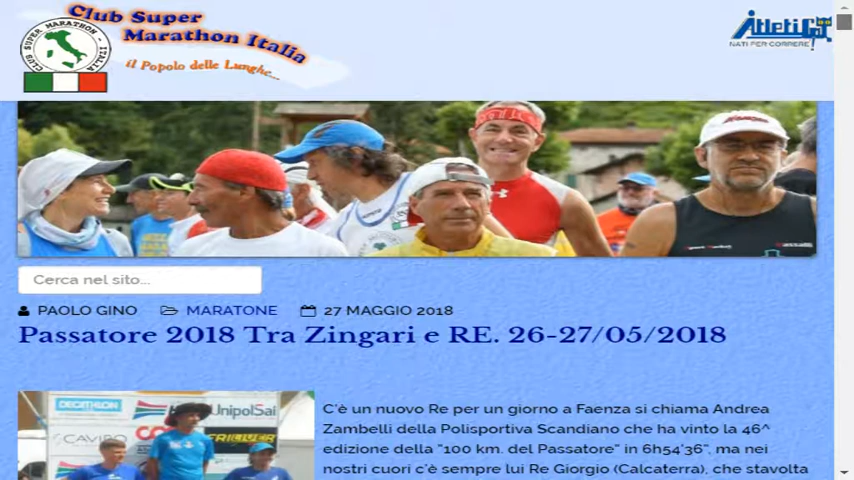 Club Super
Marathon Italia
il Popolo delle Lunghe...
CLUB SUPER MARATHON - ITALIA
AtletiGo!
NATI PER CORRERE
Cerca nel sito...
PAOLO GINO MARATONE 27 MAGGIO 2018
Passatore 2018 Tra Zingari e RE. 26-27/05/2018
DECATHLON
UnipolSai
CAVIRO
C'è un nuovo Re per un giorno a Faenza si chiama Andrea
Zambelli della Polisportiva Scandiano che ha vinto la 46^
edizione della "100 km. del Passatore" in 6h54'36", ma nei
nostri cuori c'è sempre lui Re Giorgio (Calcaterra), che stavolta